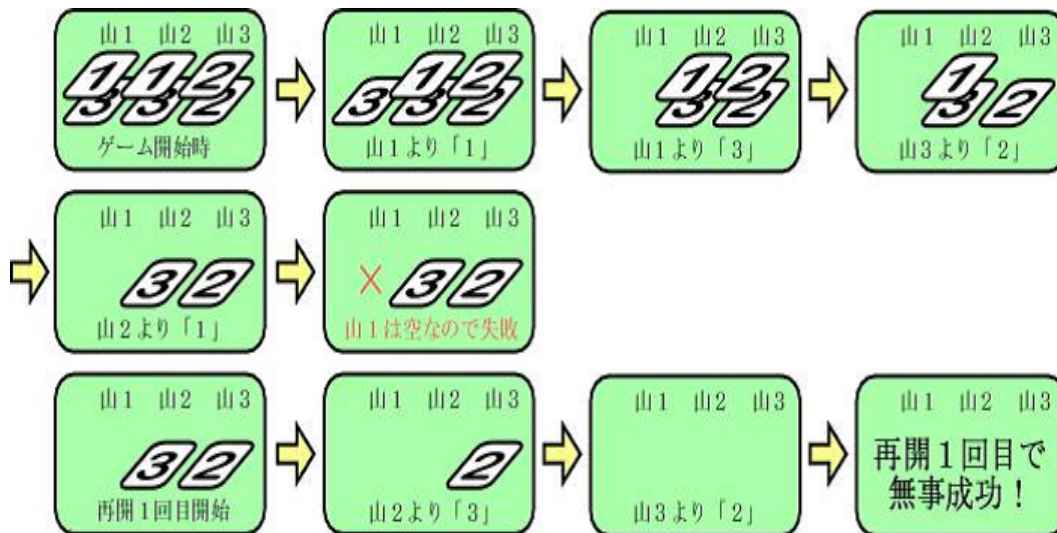 山1 山2 山3
1 1 2
3 3 2
ゲーム開始時
山1 山2 山3
1 2
3 3 2
山1より「1」
山1 山2 山3
1 2
3 2
山1より「3」
山1 山2 山3
1
3 2
山3より「2」
山1 山2 山3
3 2
山2より「1」
山1 山2 山3
× 3 2
山1は空なので失敗
山1 山2 山3
3 2
再開1回目開始
山1 山2 山3
2
山2より「3」
山1 山2 山3
山3より「2」
山1 山2 山3
再開1回目で
無事成功！